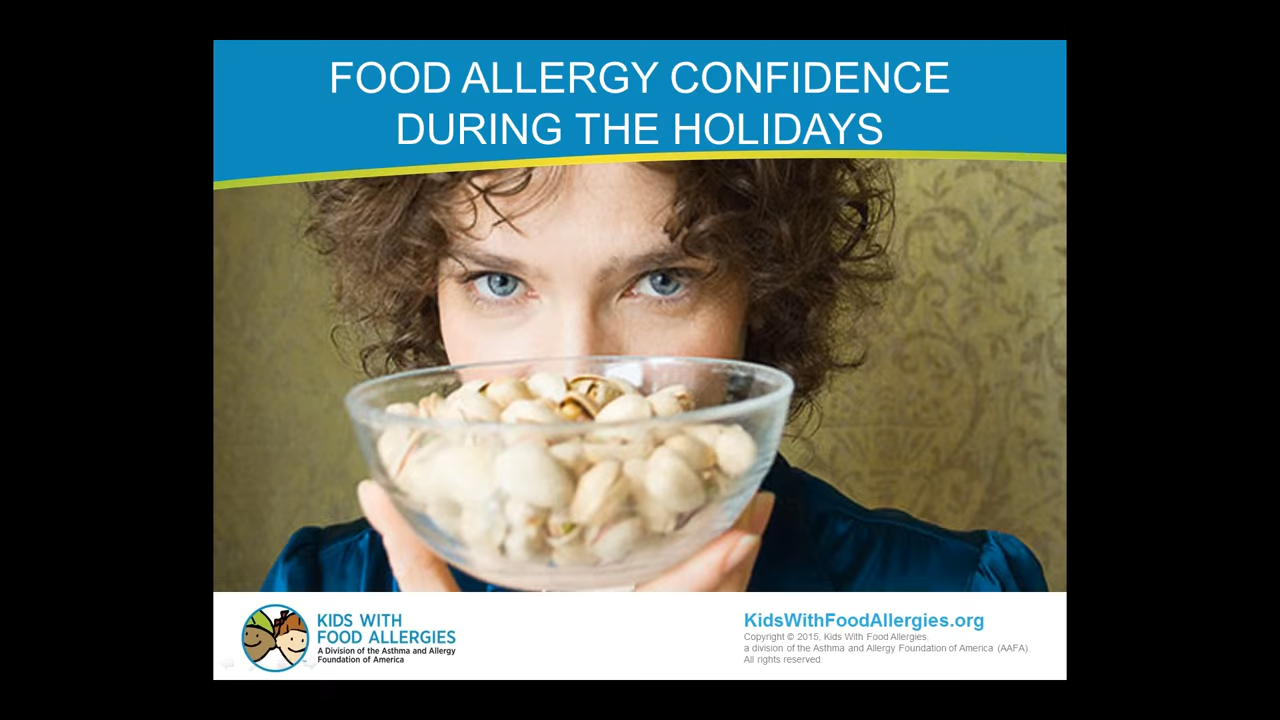 FOOD ALLERGY CONFIDENCE
DURING THE HOLIDAYS
KIDS WITH
FOOD ALLERGIES
A Division of the Asthma and Allergy
Foundation of America
KidsWithFoodAllergies.org
Copyright © 2015, Kids With Food Allergies,
a division of the Asthma and Allergy Foundation of America (AAFA).
All rights reserved.